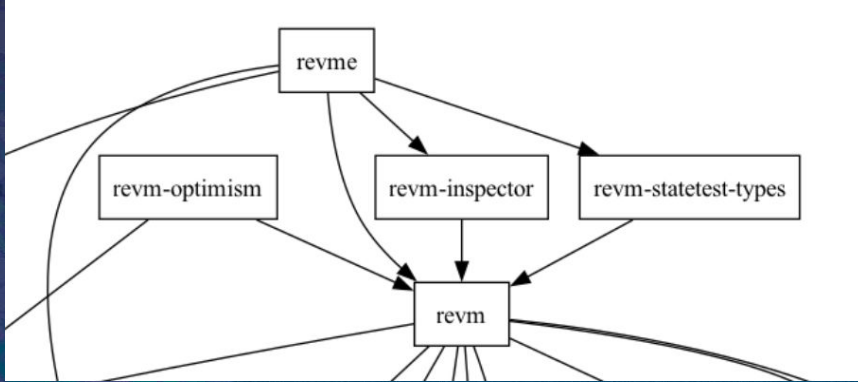 revme
revm-optimism
revm-inspector
revm-statetest-types
revm